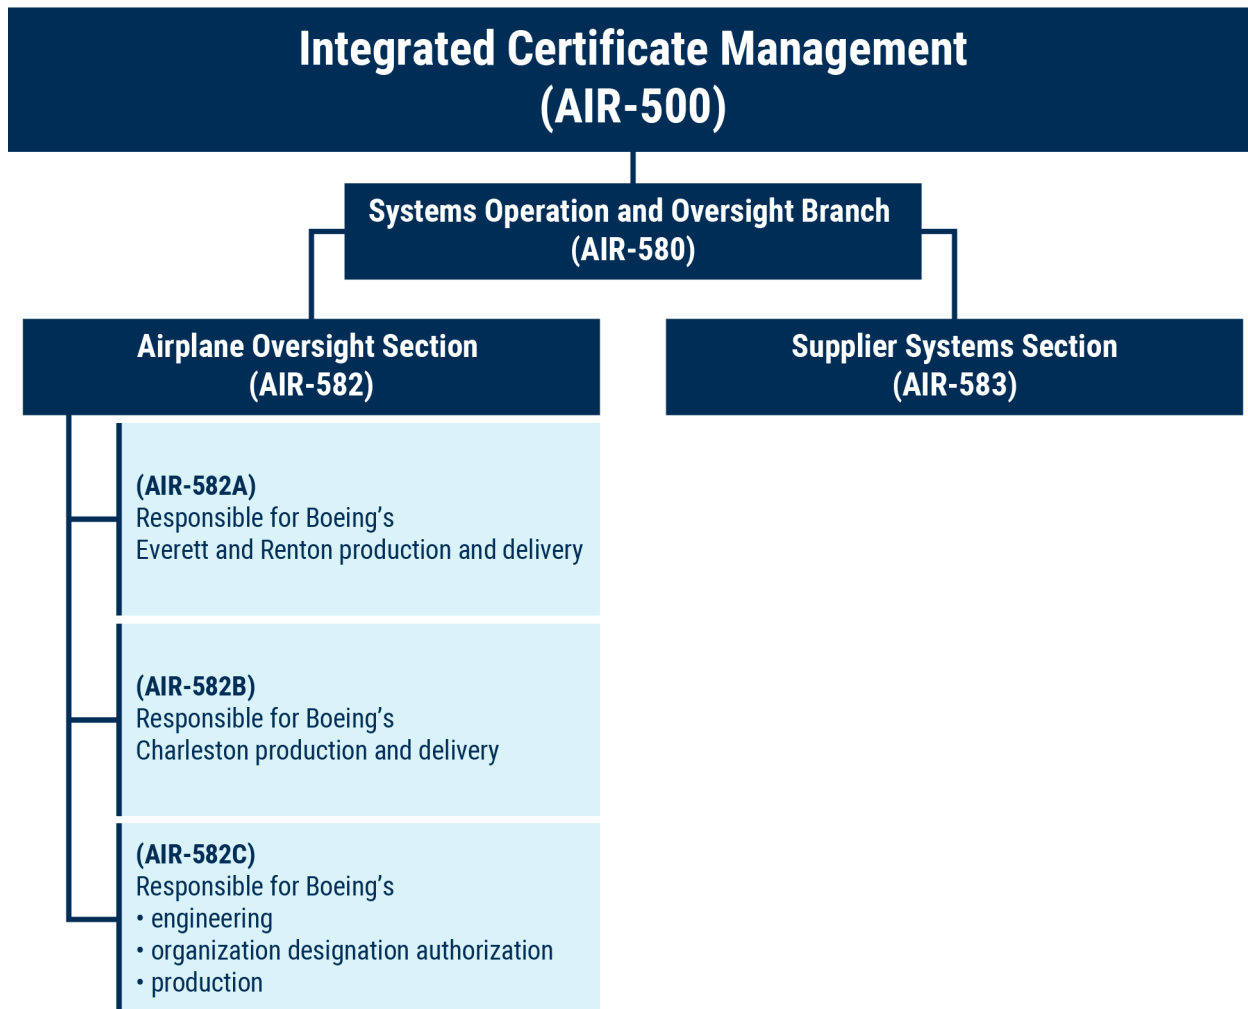 Integrated Certificate Management
(AIR-500)
Systems Operation and Oversight Branch
(AIR-580)
Airplane Oversight Section
(AIR-582)
Supplier Systems Section
(AIR-583)
(AIR-582A)
Responsible for Boeing’s
Everett and Renton production and delivery
(AIR-582B)
Responsible for Boeing’s
Charleston production and delivery
(AIR-582C)
Responsible for Boeing’s
• engineering
• organization designation authorization
• production